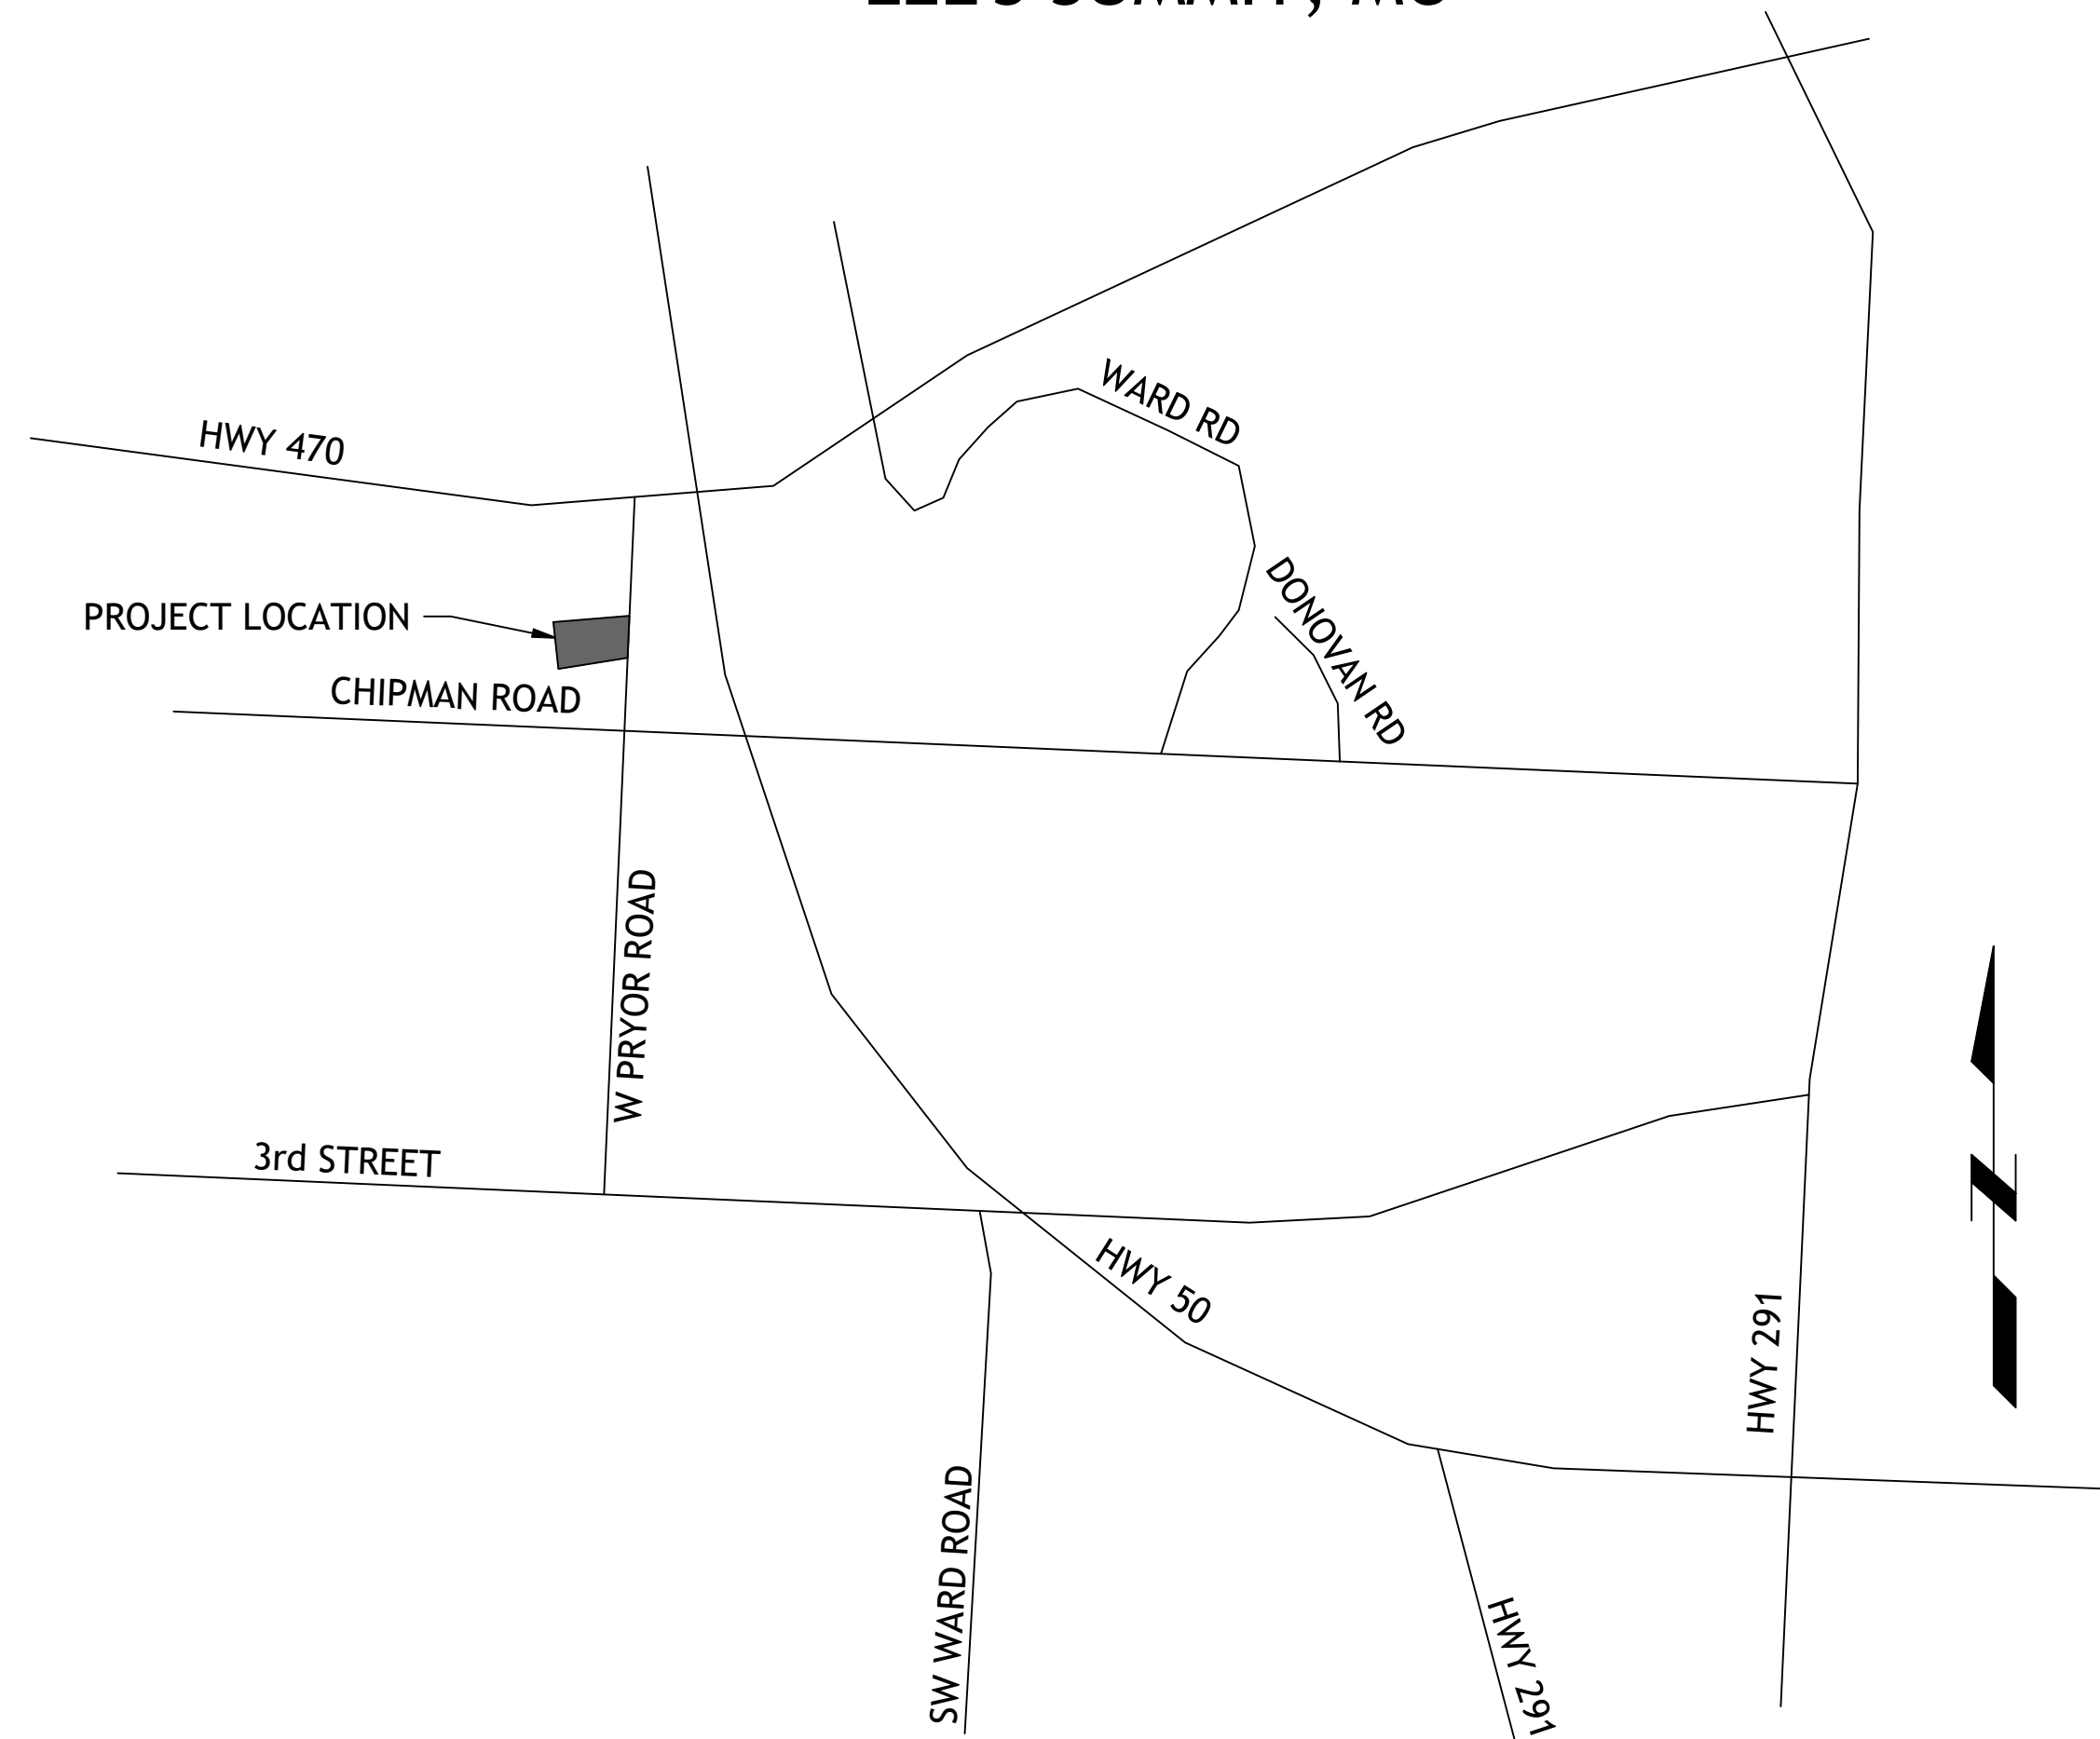 WARD RD
HWY 470
DONOVAN RD
PROJECT LOCATION
CHIPMAN ROAD
W PRYOR ROAD
3rd STREET
HWY 50
HWY 291
SW WARD ROAD
HWY 291
N